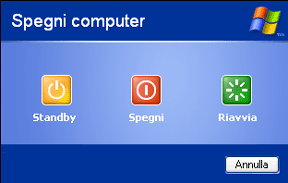 Spegni computer
Standby Spegni Riavvia
Annulla